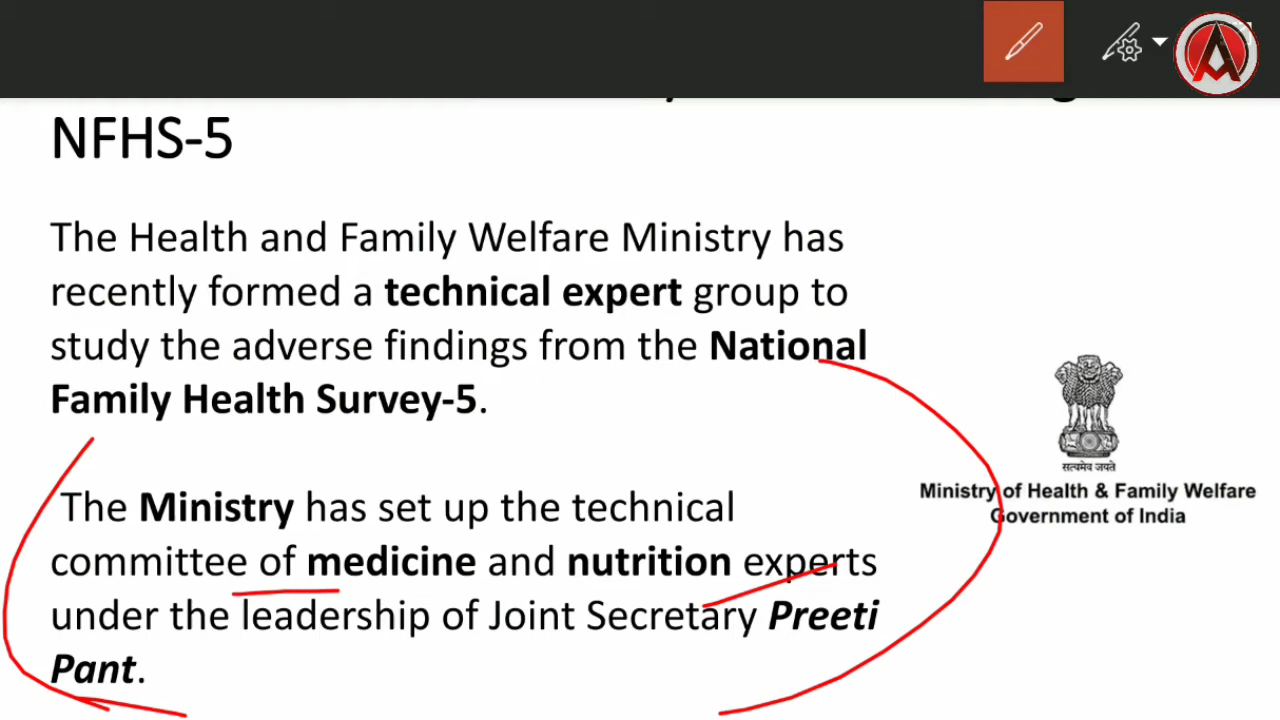 NFHS-5
The Health and Family Welfare Ministry has
recently formed a technical expert group to
study the adverse findings from the National
Family Health Survey-5.
The Ministry has set up the technical
committee of medicine and nutrition experts
under the leadership of Joint Secretary Preeti
Pant.
सत्यमेव जयते
Ministry of Health & Family Welfare
Government of India